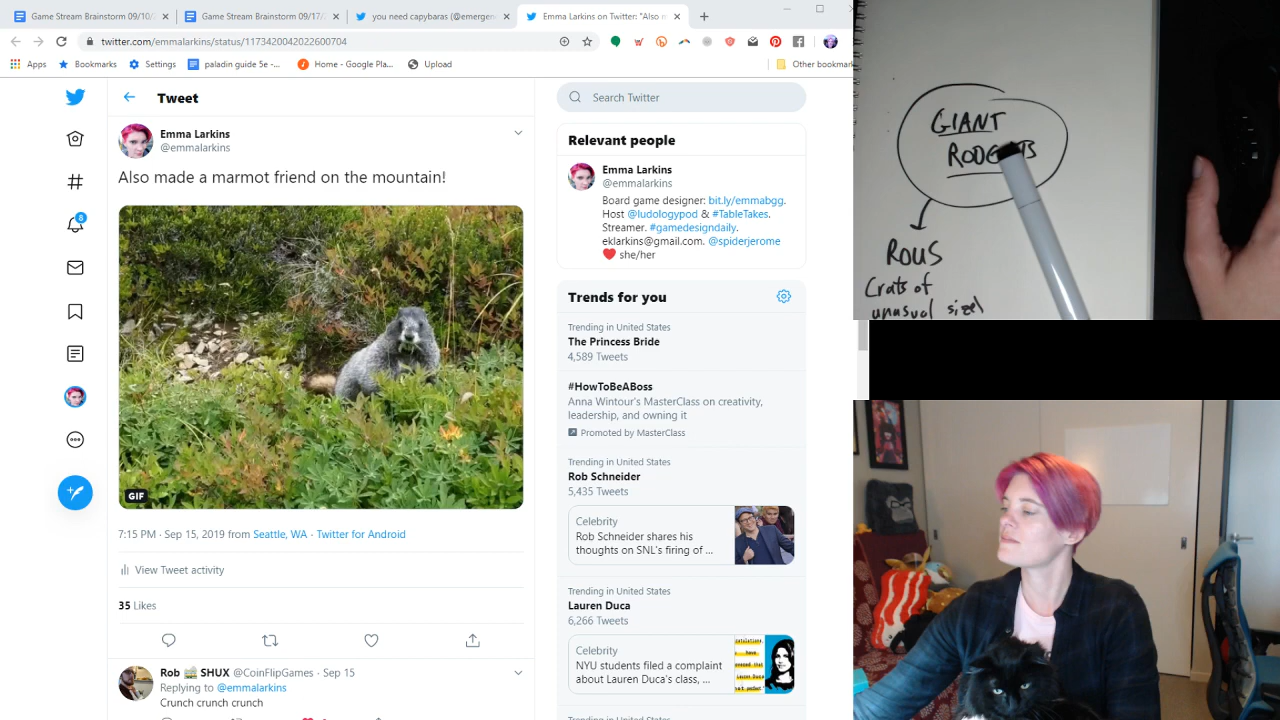 Game Stream Brainstorm 09/10/
Game Stream Brainstorm 09/17/
you need capybaras (@emergen
Emma Larkins on Twitter: "Also m
twitter.com/emmalarkins/status/1173420042022600704
Apps
Bookmarks
Settings
paladin guide 5e -...
Home - Google Pla...
Upload
Other bookmark
Tweet
Emma Larkins
@emmalarkins
Also made a marmot friend on the mountain!
GIF
7:15 PM · Sep 15, 2019 from Seattle, WA · Twitter for Android
View Tweet activity
35 Likes
Rob SHUX @CoinFlipGames · Sep 15
Replying to @emmalarkins
Crunch crunch crunch
8
Search Twitter
Relevant people
Emma Larkins
@emmalarkins
Board game designer: bit.ly/emmabgg.
Host @ludologypod & #TableTakes.
Streamer. #gamedesigndaily.
eklarkins@gmail.com. @spiderjerome
she/her
Trends for you
Trending in United States
The Princess Bride
4,589 Tweets
#HowToBeABoss
Anna Wintour's MasterClass on creativity,
leadership, and owning it
Promoted by MasterClass
Trending in United States
Rob Schneider
5,435 Tweets
Celebrity
Rob Schneider shares his
thoughts on SNL's firing of ...
Trending in United States
Lauren Duca
6,266 Tweets
Celebrity
NYU students filed a complaint
about Lauren Duca's class, ...
Trending in United States
GIANT
ROUS
(rats of
unusual size)